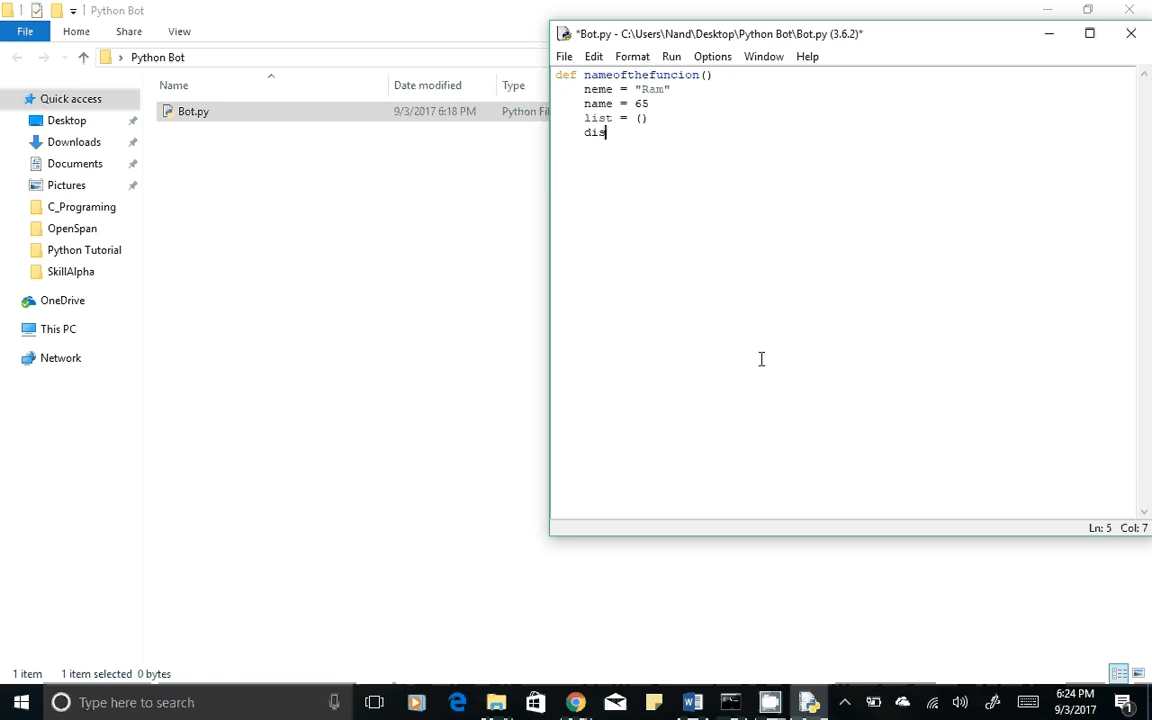 Python Bot
File Home Share View
Python Bot
Name Date modified Type
Quick access
Desktop
Downloads
Documents
Pictures
C_Programing
OpenSpan
Python Tutorial
SkillAlpha
OneDrive
This PC
Network
Bot.py 9/3/2017 6:18 PM Python Fil
*Bot.py - C:\Users\Nand\Desktop\Python Bot\Bot.py (3.6.2)*
File Edit Format Run Options Window Help
def nameofthefuncion()
neme = "Ram"
name = 65
list = ()
dis
Ln: 5 Col: 7
1 item 1 item selected 0 bytes
Type here to search
6:24 PM
9/3/2017
1